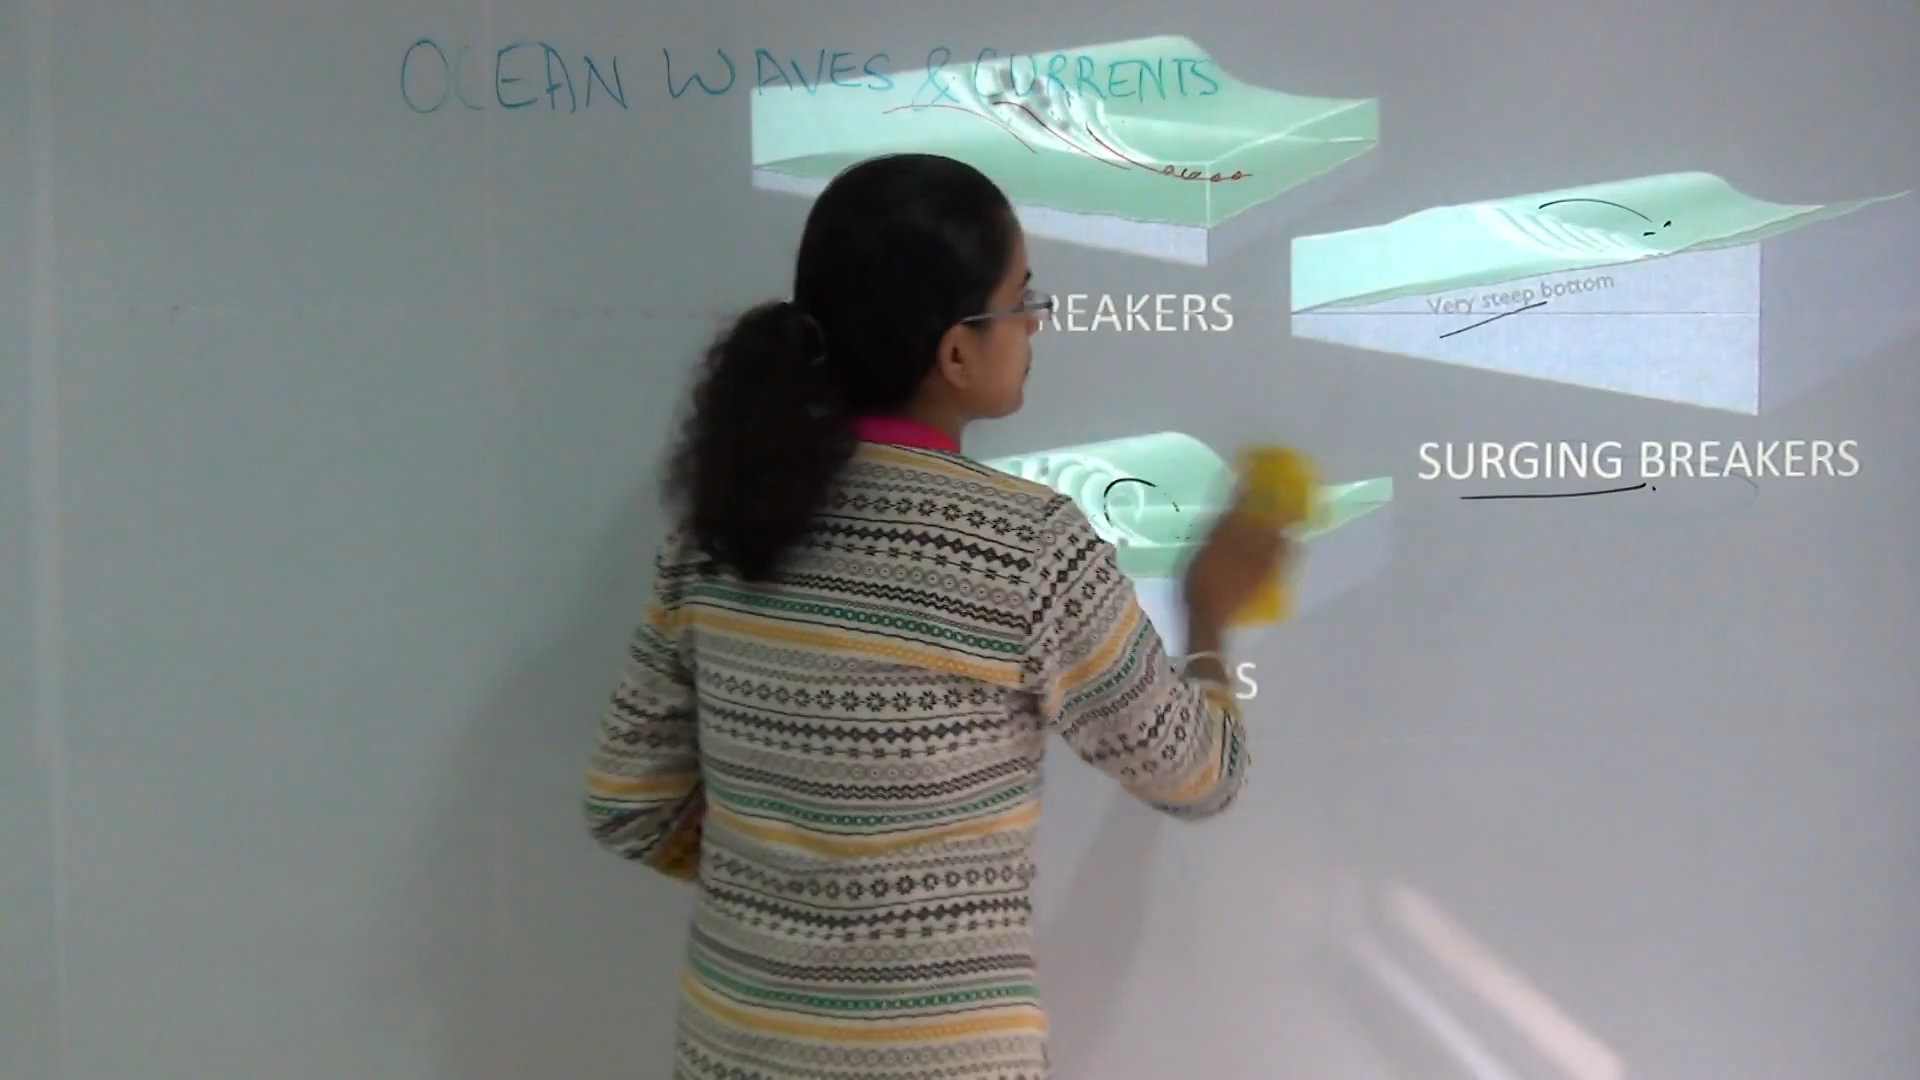 OCEAN WAVES & CURRENTS
REAKERS
Very steep bottom
SURGING BREAKERS
S